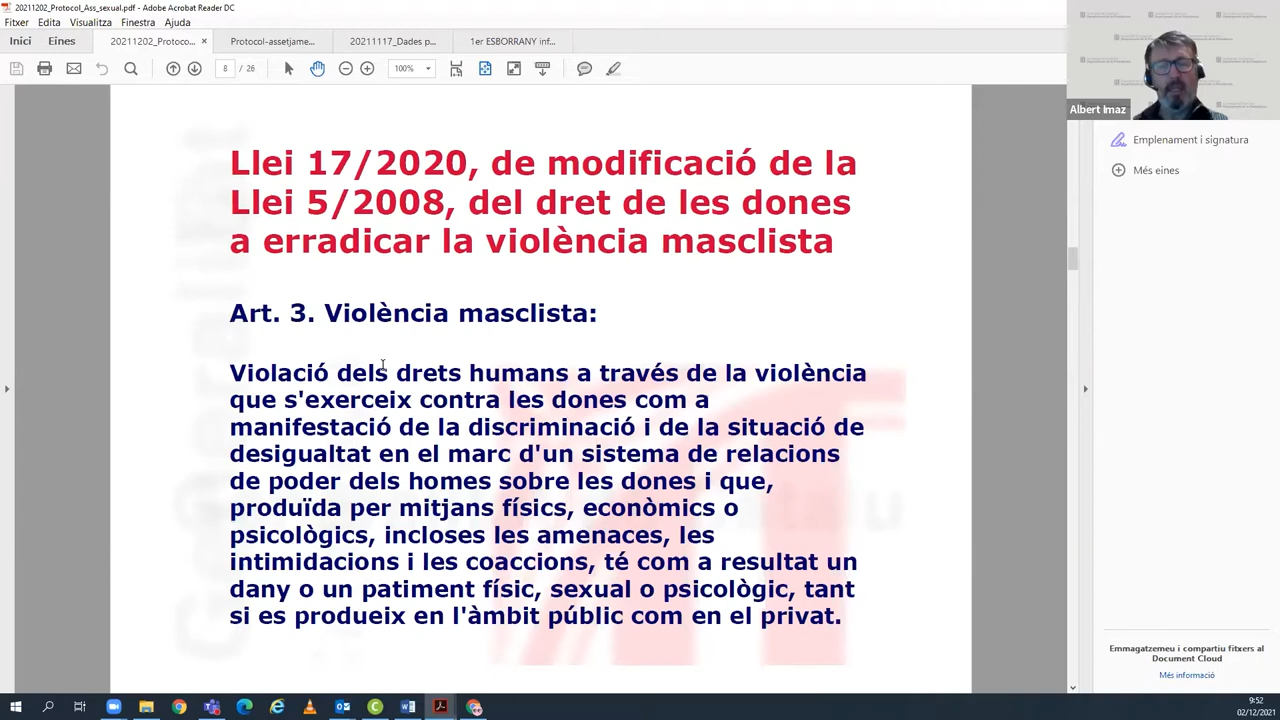 20211202_Protocol_Ass_sexual.pdf - Adobe Acrobat Reader DC
Fitxer Edita Visualitza Finestra Ajuda
Inici Eines 20211202_Protoco... × Protocol-assetjame... 20211117_Dades p... 1er ESBORRANY inf...
8 / 26 100%
Albert Imaz
Emplenament i signatura
Més eines
Llei 17/2020, de modificació de la
Llei 5/2008, del dret de les dones
a erradicar la violència masclista
Art. 3. Violència masclista:
Violació dels drets humans a través de la violència
que s'exerceix contra les dones com a
manifestació de la discriminació i de la situació de
desigualtat en el marc d'un sistema de relacions
de poder dels homes sobre les dones i que,
produïda per mitjans físics, econòmics o
psicològics, incloses les amenaces, les
intimidacions i les coaccions, té com a resultat un
dany o un patiment físic, sexual o psicològic, tant
si es produeix en l'àmbit públic com en el privat.
Emmagatzemeu i compartiu fitxers al
Document Cloud
Més informació
9:52
02/12/2021